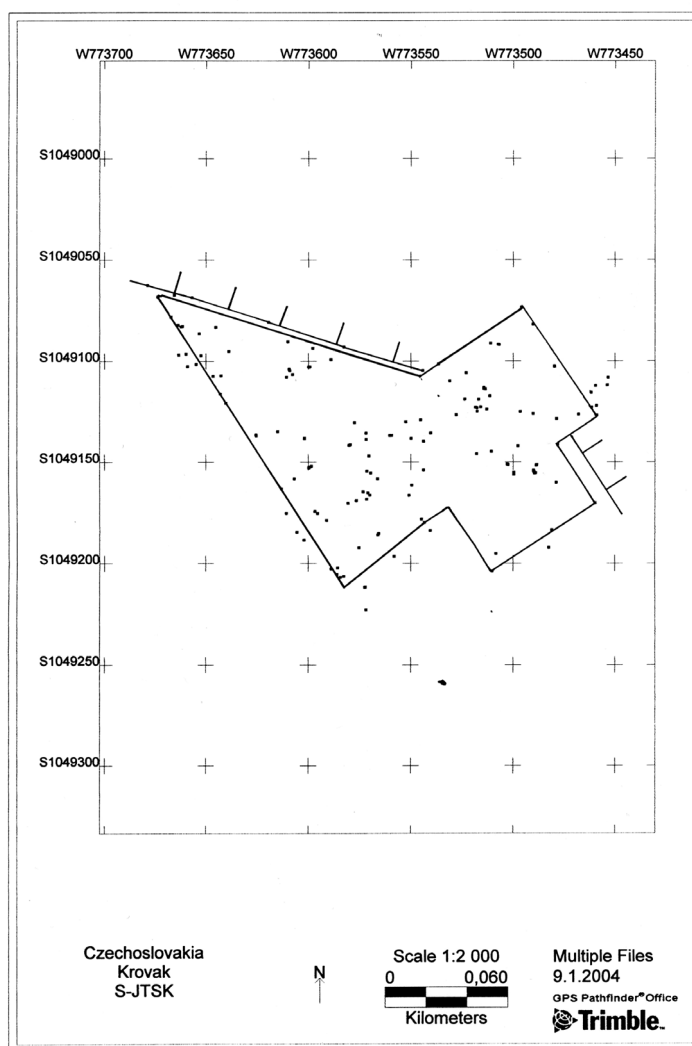 W773700 W773650 W773600 W773550 W773500 W773450
S1049000
S1049050
S1049100
S1049150
S1049200
S1049250
S1049300
Czechoslovakia
Krovak
S-JTSK
N
Scale 1:2 000
0 0,060
Kilometers
Multiple Files
9.1.2004
GPS Pathfinder® Office
Trimble™